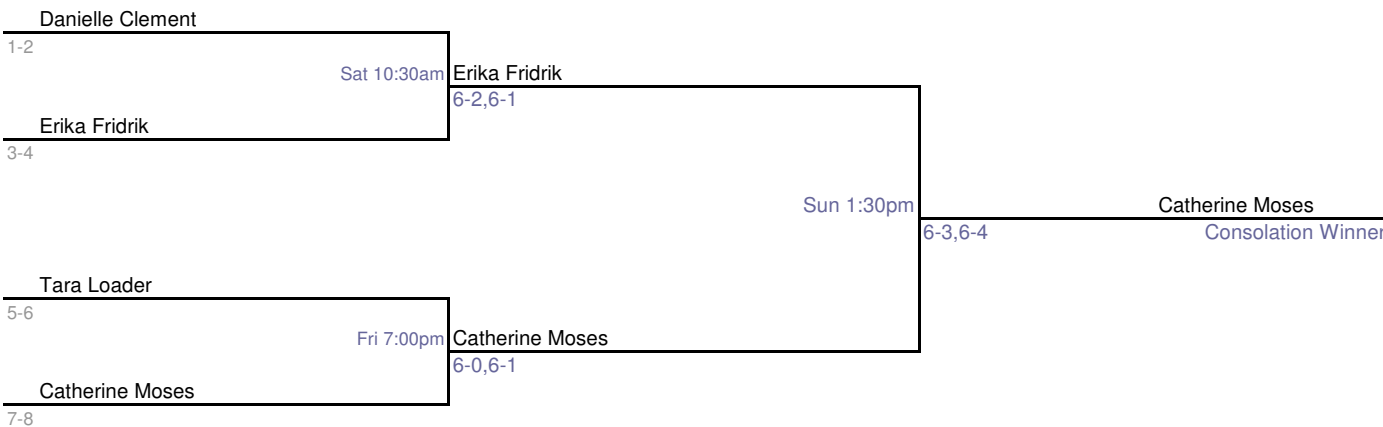 Danielle Clement
1-2
Sat 10:30am Erika Fridrik
6-2,6-1
Erika Fridrik
3-4
Sun 1:30pm Catherine Moses
6-3,6-4 Consolation Winner
Tara Loader
5-6
Fri 7:00pm Catherine Moses
6-0,6-1
Catherine Moses
7-8